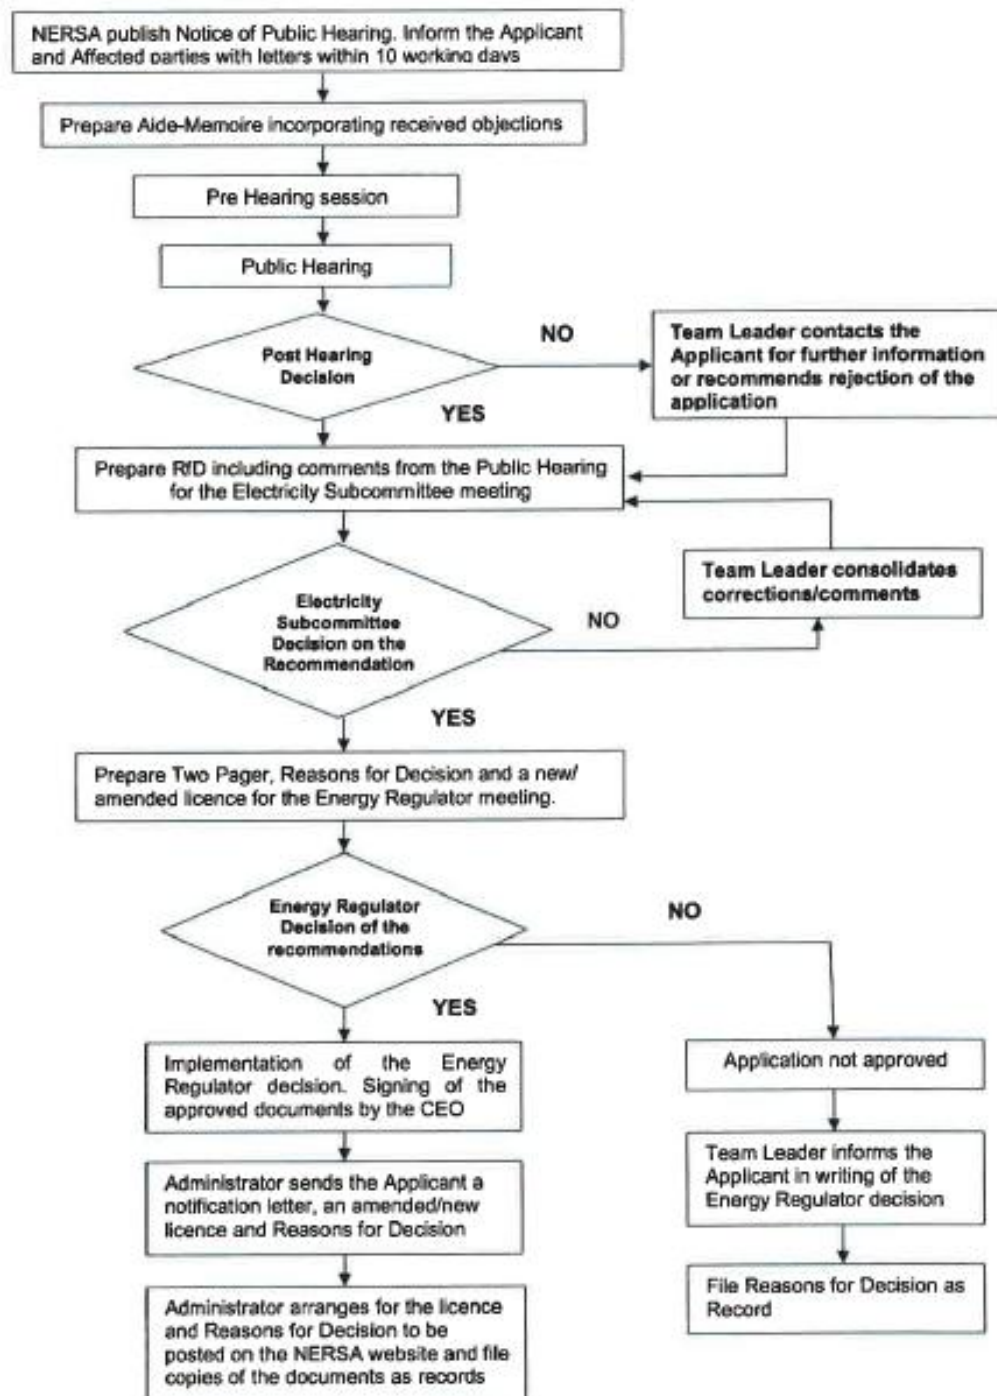 NERSA publish Notice of Public Hearing. Inform the Applicant
and Affected parties with letters within 10 working days
Prepare Aide-Memoire incorporating received objections
Pre Hearing session
Public Hearing
Post Hearing
Decision
NO
Team Leader contacts the
Applicant for further information
or recommends rejection of the
application
YES
Prepare RfD including comments from the Public Hearing
for the Electricity Subcommittee meeting
Team Leader consolidates
corrections/comments
Electricity
Subcommittee
Decision on the
Recommendation
NO
YES
Prepare Two Pager, Reasons for Decision and a new/
amended licence for the Energy Regulator meeting.
Energy Regulator
Decision of the
recommendations
NO
YES
Implementation of the Energy
Regulator decision. Signing of the
approved documents by the CEO
Administrator sends the Applicant a
notification letter, an amended/new
licence and Reasons for Decision
Administrator arranges for the licence
and Reasons for Decision to be
posted on the NERSA website and file
copies of the documents as records
Application not approved
Team Leader informs the
Applicant in writing of the
Energy Regulator decision
File Reasons for Decision as
Record